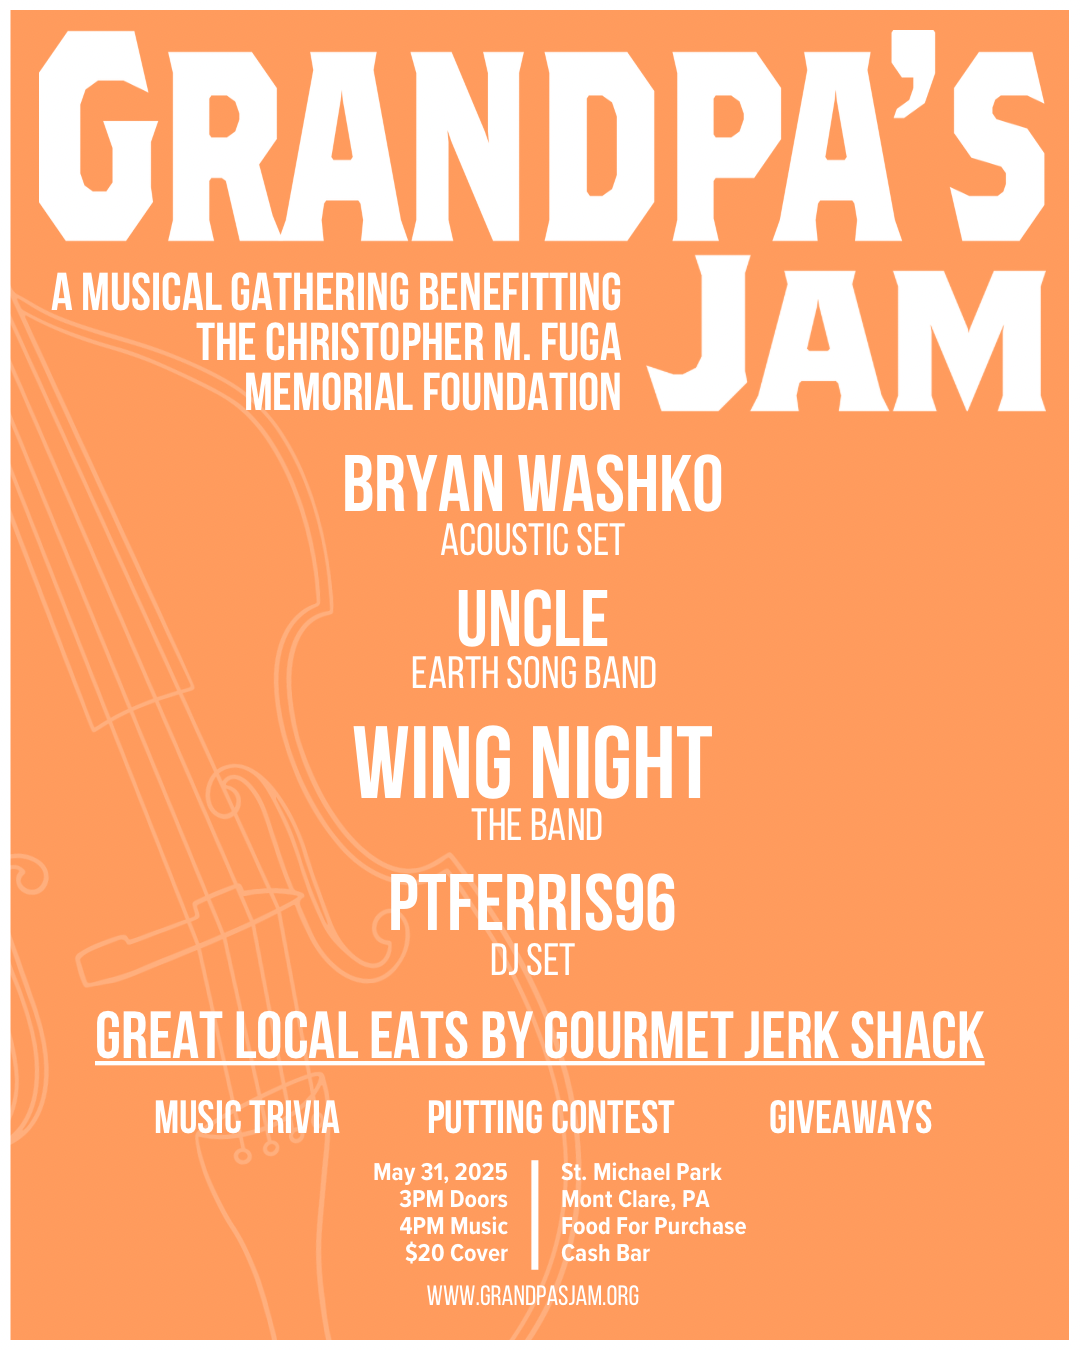 GRANDPA'S
JAM
A MUSICAL GATHERING BENEFITTING
THE CHRISTOPHER M. FUGA
MEMORIAL FOUNDATION
BRYAN WASHKO
ACOUSTIC SET
UNCLE
EARTH SONG BAND
WING NIGHT
THE BAND
PTFERRIS96
DJ SET
GREAT LOCAL EATS BY GOURMET JERK SHACK
MUSIC TRIVIA PUTTING CONTEST GIVEAWAYS
May 31, 2025
3PM Doors
4PM Music
$20 Cover
St. Michael Park
Mont Clare, PA
Food For Purchase
Cash Bar
WWW.GRANDPASJAM.ORG